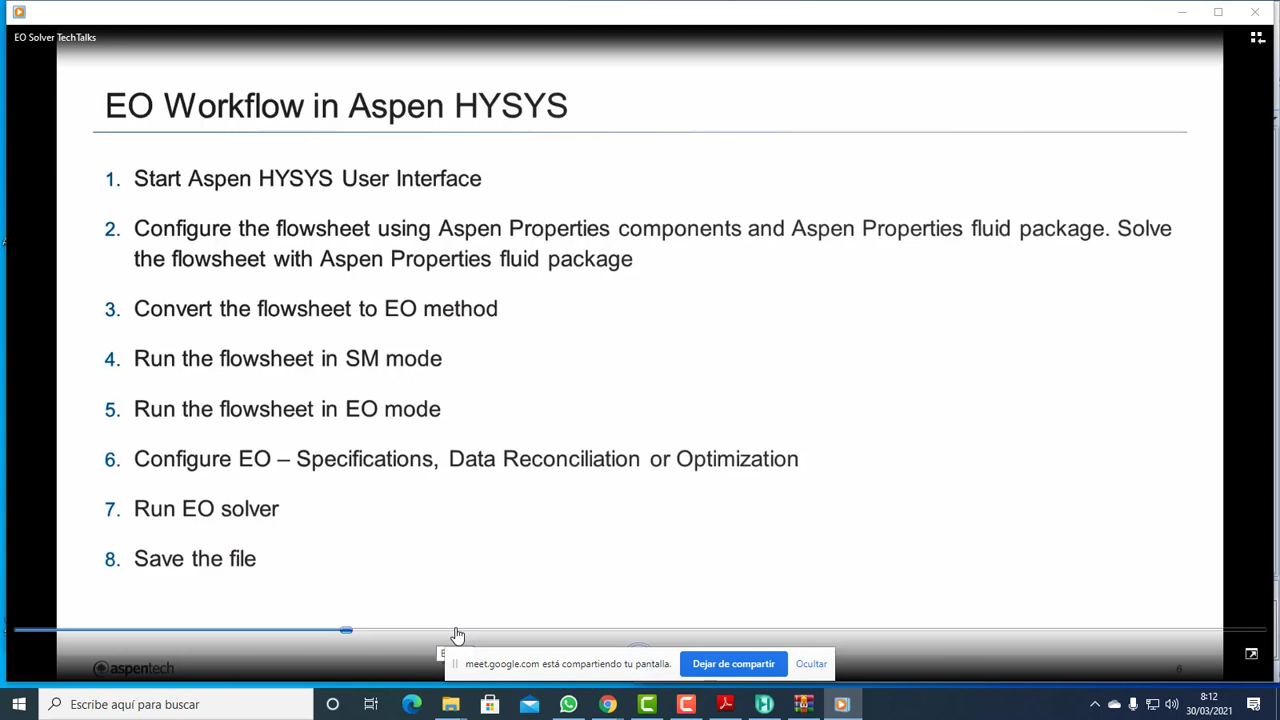 EO Solver TechTalks
EO Workflow in Aspen HYSYS
1. Start Aspen HYSYS User Interface
2. Configure the flowsheet using Aspen Properties components and Aspen Properties fluid package. Solve
the flowsheet with Aspen Properties fluid package
3. Convert the flowsheet to EO method
4. Run the flowsheet in SM mode
5. Run the flowsheet in EO mode
6. Configure EO – Specifications, Data Reconciliation or Optimization
7. Run EO solver
8. Save the file
meet.google.com está compartiendo tu pantalla.
Dejar de compartir
Ocultar
aspentech
6
Escribe aquí para buscar
8:12
30/03/2021